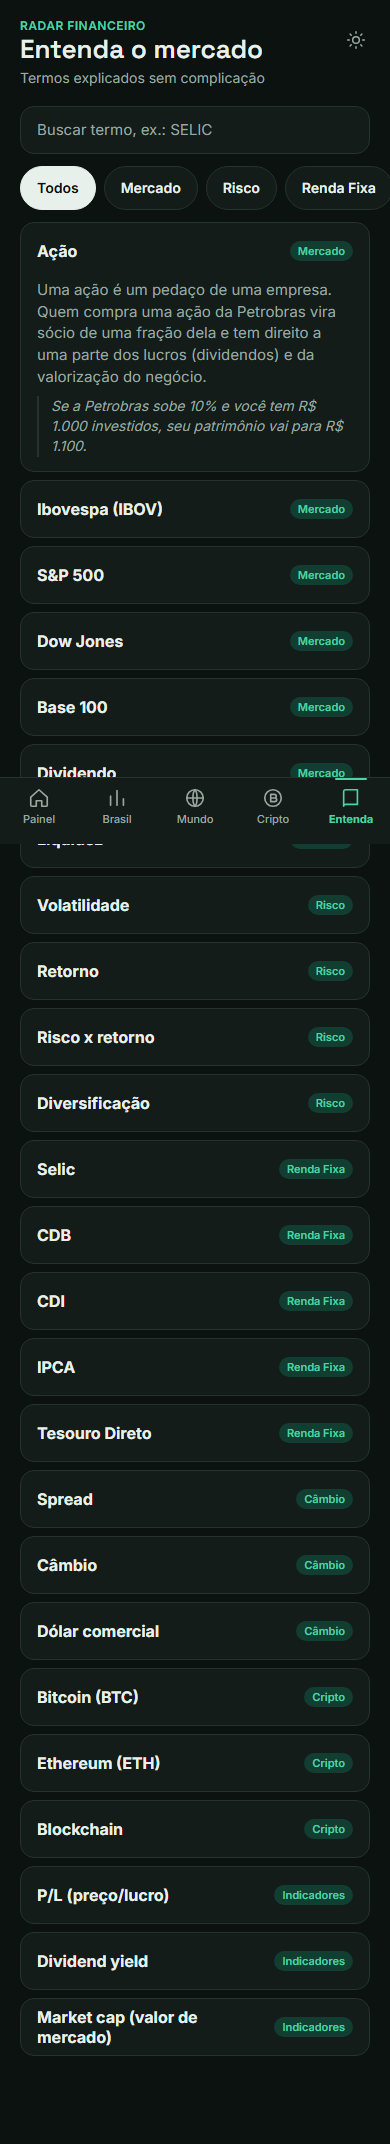 RADAR FINANCEIRO
Entenda o mercado
Termos explicados sem complicação
Buscar termo, ex.: SELIC
Todos
Mercado
Risco
Renda Fixa
Ação
Mercado
Uma ação é um pedaço de uma empresa.
Quem compra uma ação da Petrobras vira
sócio de uma fração dela e tem direito a
uma parte dos lucros (dividendos) e da
valorização do negócio.
Se a Petrobras sobe 10% e você tem R$
1.000 investidos, seu patrimônio vai para R$
1.100.
Ibovespa (IBOV)
Mercado
S&P 500
Mercado
Dow Jones
Mercado
Base 100
Mercado
Dividendo
Mercado
Painel
Brasil
Mundo
Cripto
Entenda
Volatilidade
Risco
Retorno
Risco
Risco x retorno
Risco
Diversificação
Risco
Selic
Renda Fixa
CDB
Renda Fixa
CDI
Renda Fixa
IPCA
Renda Fixa
Tesouro Direto
Renda Fixa
Spread
Câmbio
Câmbio
Câmbio
Dólar comercial
Câmbio
Bitcoin (BTC)
Cripto
Ethereum (ETH)
Cripto
Blockchain
Cripto
P/L (preço/lucro)
Indicadores
Dividend yield
Indicadores
Market cap (valor de
mercado)
Indicadores